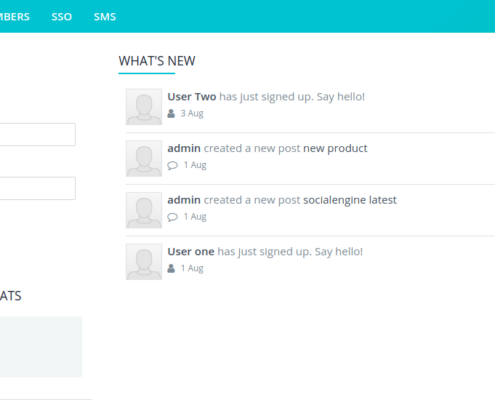 MBERS SSO SMS
WHAT'S NEW
User Two has just signed up. Say hello!
3 Aug
admin created a new post new product
1 Aug
admin created a new post socialengine latest
1 Aug
User one has just signed up. Say hello!
1 Aug
ATS